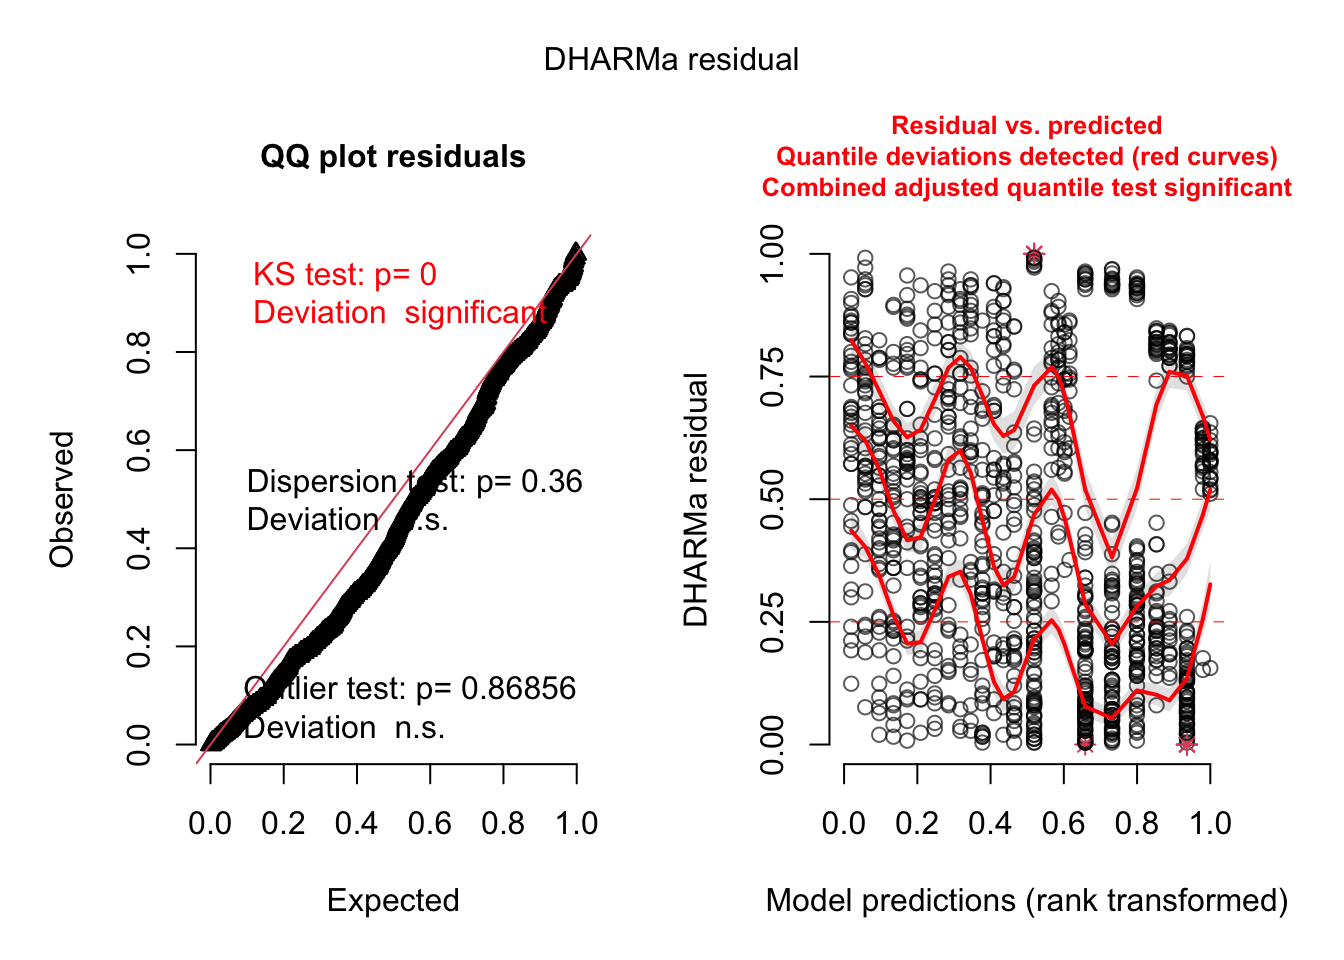 DHARMa residual
QQ plot residuals
KS test: p= 0
Deviation  significant
Dispersion test: p= 0.36
Deviation  n.s.
Outlier test: p= 0.86856
Deviation  n.s.
Observed
0.0
0.2
0.4
0.6
0.8
1.0
0.0 0.2 0.4 0.6 0.8 1.0
Expected
Residual vs. predicted
Quantile deviations detected (red curves)
Combined adjusted quantile test significant
DHARMa residual
0.00
0.25
0.50
0.75
1.00
0.0 0.2 0.4 0.6 0.8 1.0
Model predictions (rank transformed)